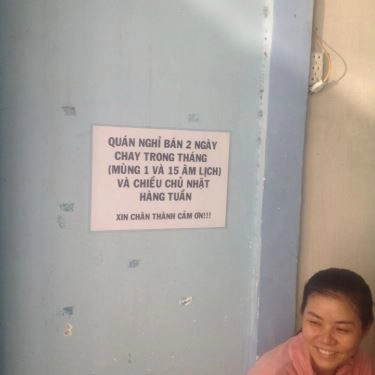 QUÁN NGHỈ BÁN 2 NGÀY
CHAY TRONG THÁNG
(MÙNG 1 VÀ 15 ÂM LỊCH)
VÀ CHIỀU CHỦ NHẬT
HÀNG TUẦN
XIN CHÂN THÀNH CẢM ƠN!!!